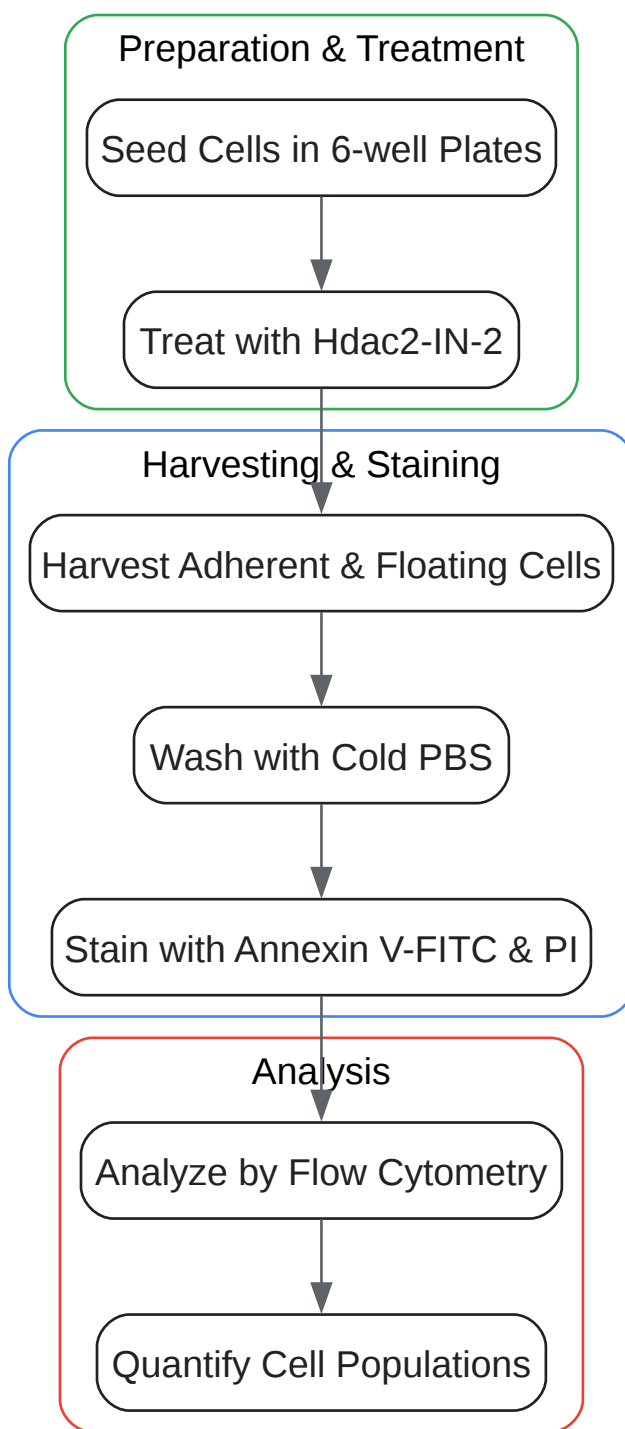 Preparation & Treatment
Seed Cells in 6-well Plates
Treat with Hdac2-IN-2
Harvesting & Staining
Harvest Adherent & Floating Cells
Wash with Cold PBS
Stain with Annexin V-FITC & PI
Analysis
Analyze by Flow Cytometry
Quantify Cell Populations